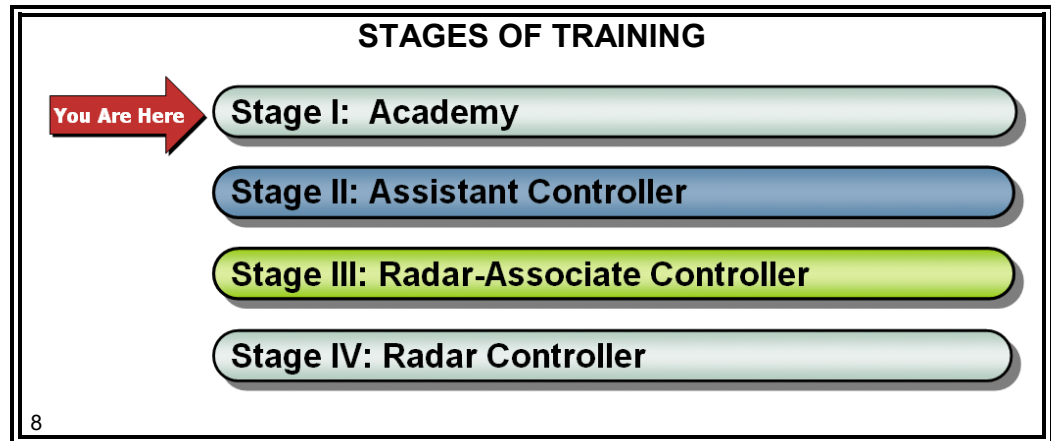 STAGES OF TRAINING
You Are Here
Stage I: Academy
Stage II: Assistant Controller
Stage III: Radar-Associate Controller
Stage IV: Radar Controller
8